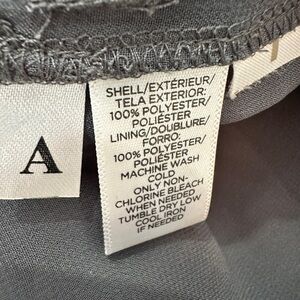 A
SHELL/EXTÉRIEUR/
TELA EXTERIOR:
100% POLYESTER/
POLIÉSTER
LINING/DOUBLURE/
FORRO:
100% POLYESTER/
POLIÉSTER
MACHINE WASH
COLD
ONLY NON-
CHLORINE BLEACH
WHEN NEEDED
TUMBLE DRY LOW
COOL IRON
IF NEEDED